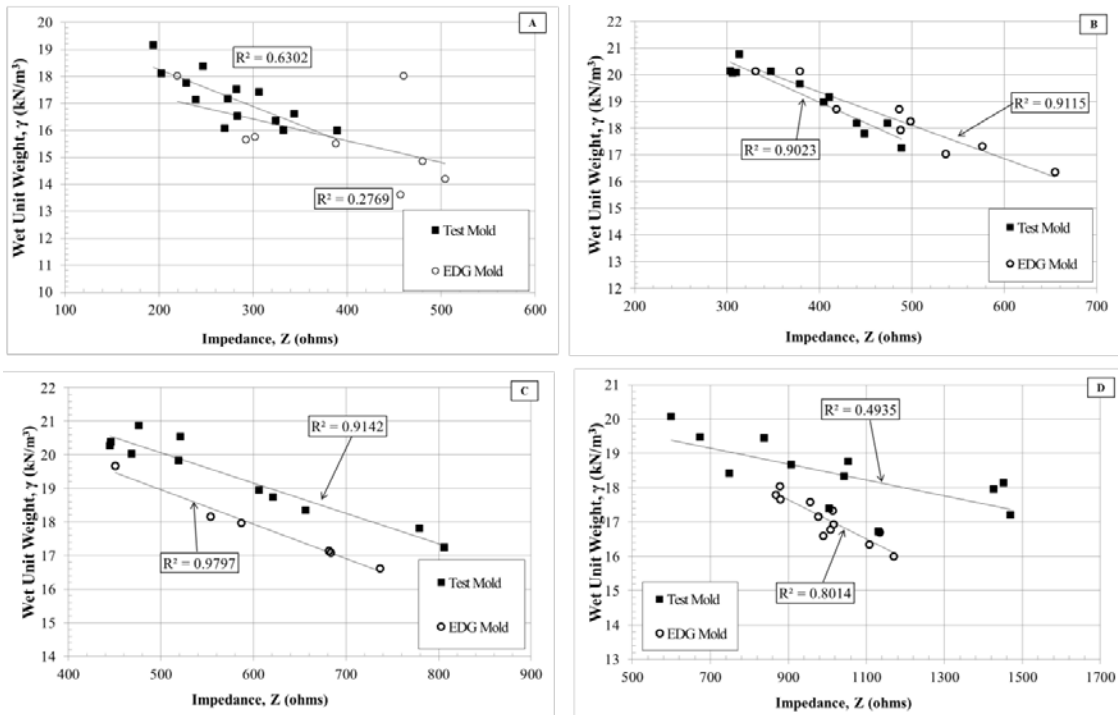 A
20
19
18
17
16
15
14
13
12
11
10
Wet Unit Weight, γ (kN/m³)
R² = 0.6302
R² = 0.2769
Test Mold
EDG Mold
100 200 300 400 500 600
Impedance, Z (ohms)
B
22
21
20
19
18
17
16
15
14
13
12
Wet Unit Weight, γ (kN/m³)
R² = 0.9115
R² = 0.9023
Test Mold
EDG Mold
200 300 400 500 600 700
Impedance, Z (ohms)
C
22
21
20
19
18
17
16
15
14
Wet Unit Weight, γ (kN/m³)
R² = 0.9142
R² = 0.9797
Test Mold
EDG Mold
400 500 600 700 800 900
Impedance, Z (ohms)
D
21
20
19
18
17
16
15
14
13
Wet Unit Weight, γ (kN/m³)
R² = 0.4935
R² = 0.8014
Test Mold
EDG Mold
500 700 900 1100 1300 1500 1700
Impedance, Z (ohms)